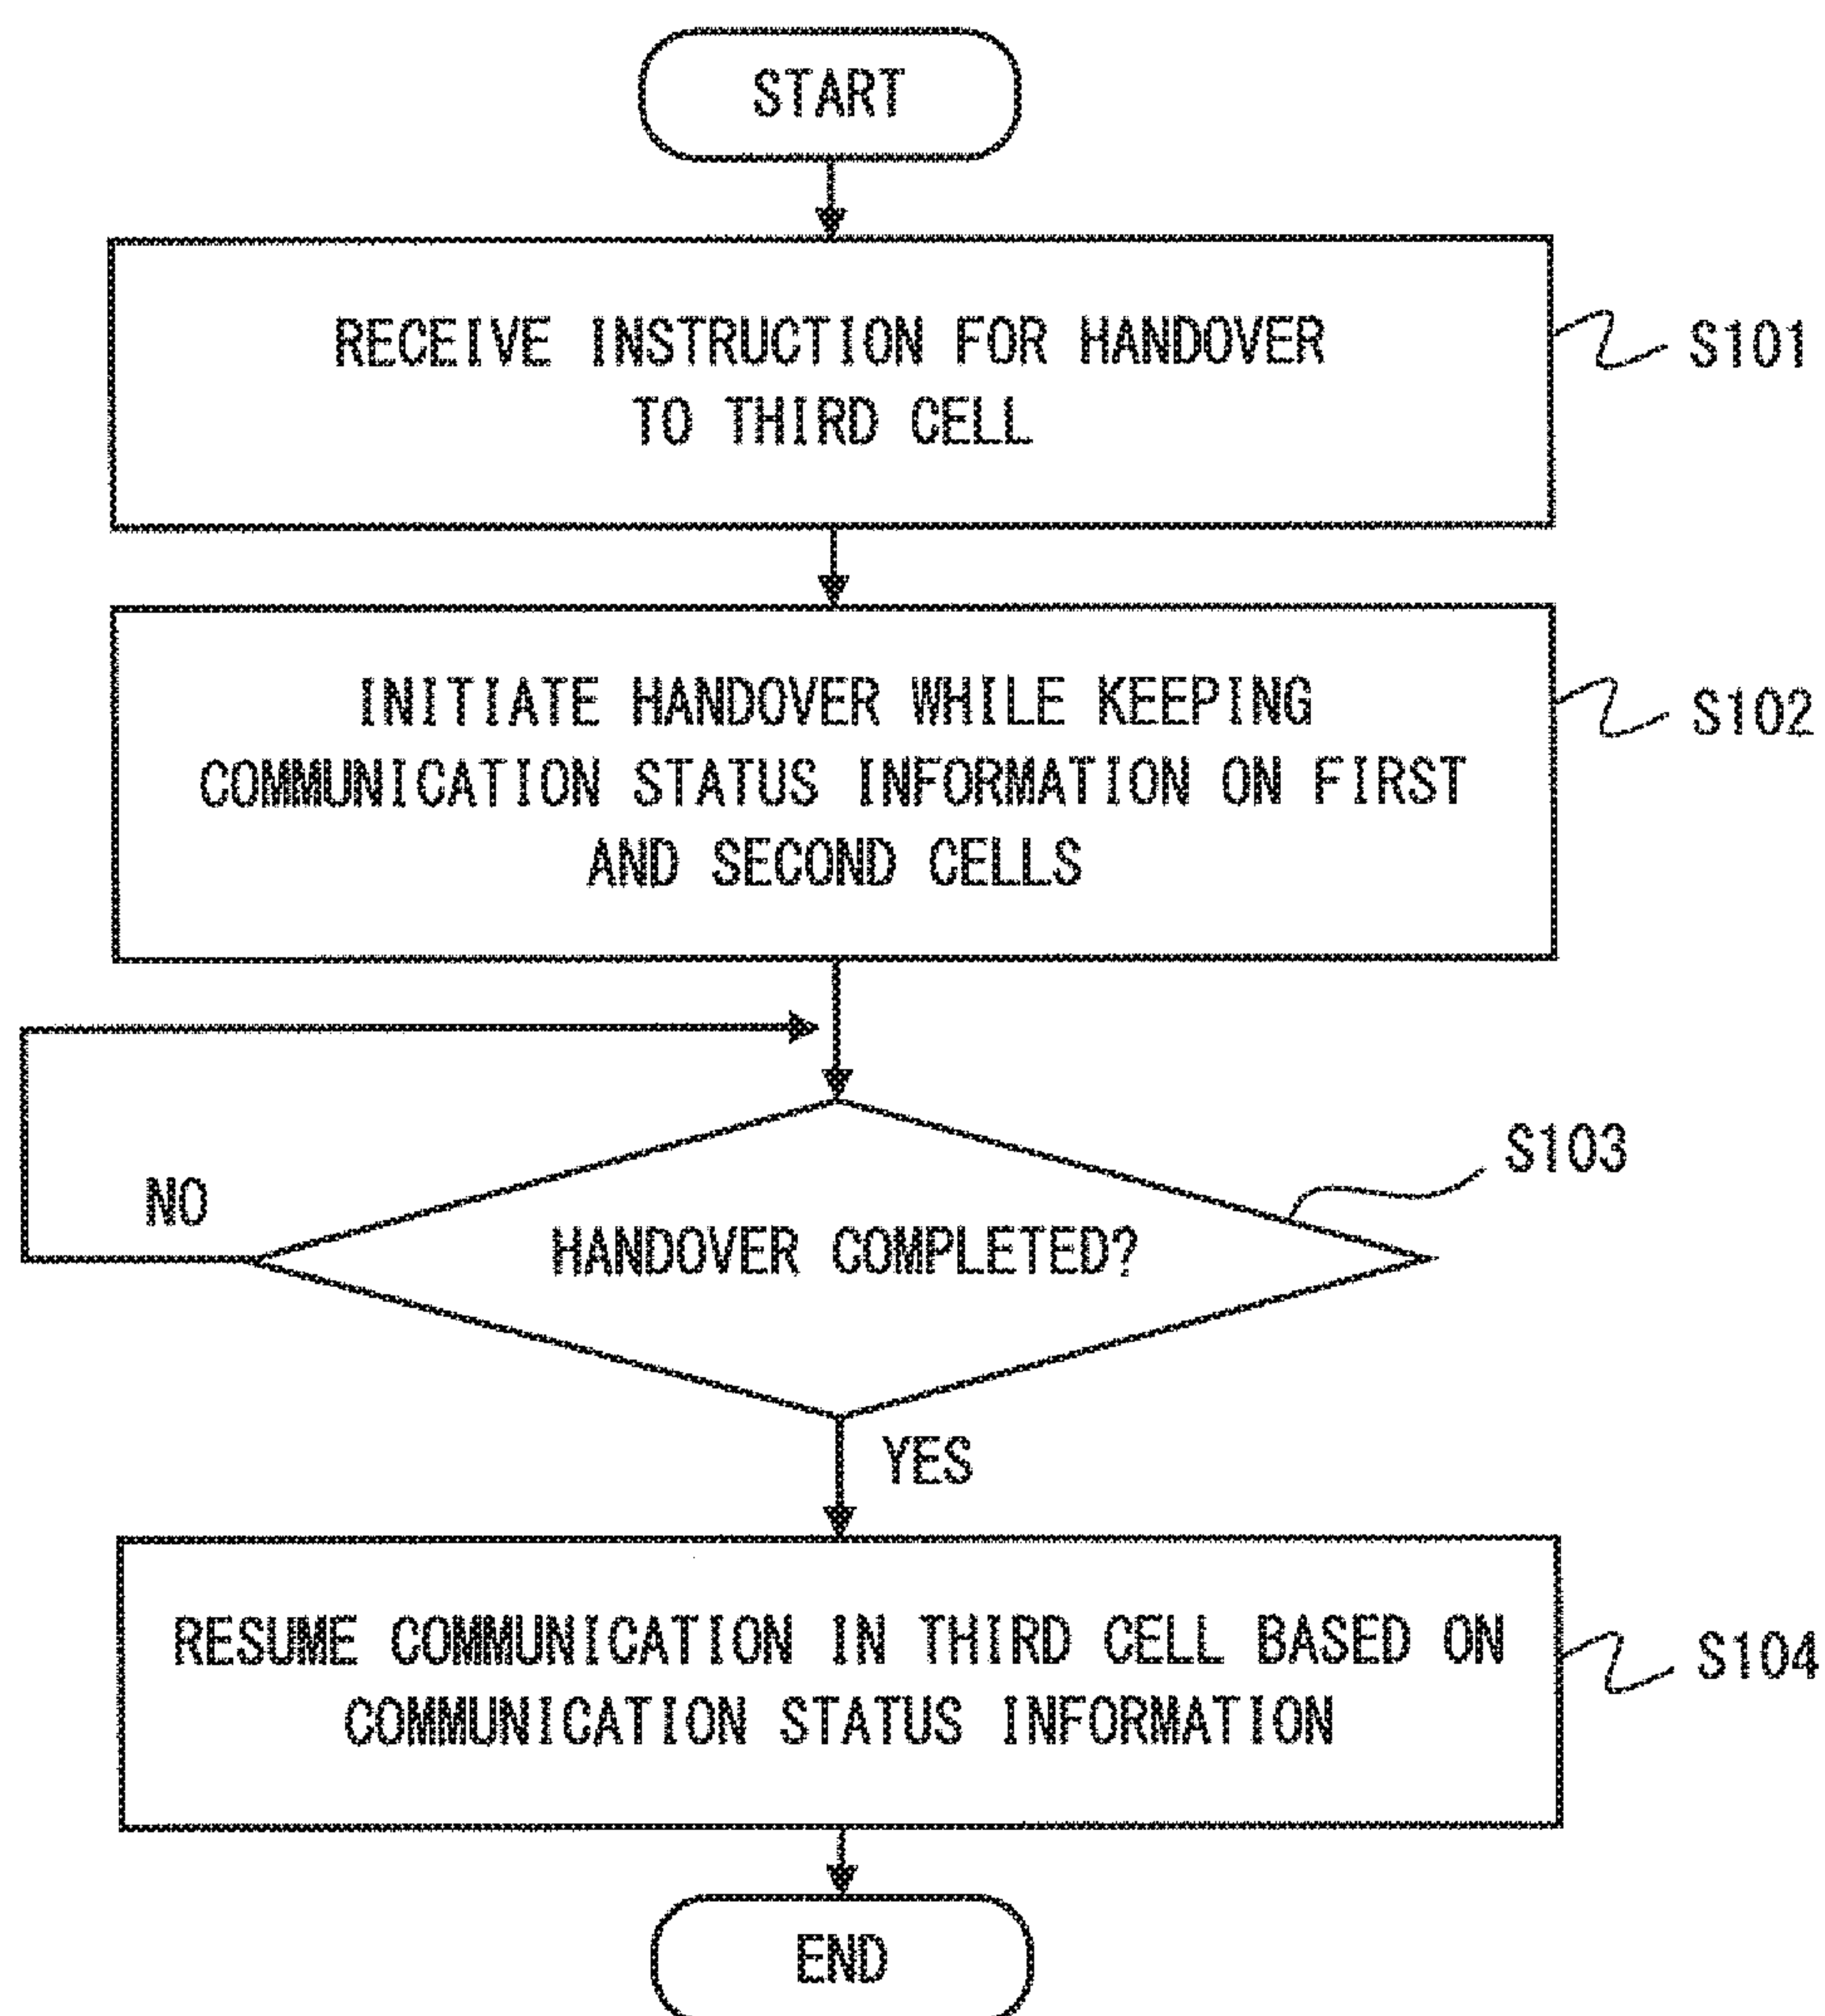 START
RECEIVE INSTRUCTION FOR HANDOVER
TO THIRD CELL
S101
INITIATE HANDOVER WHILE KEEPING
COMMUNICATION STATUS INFORMATION ON FIRST
AND SECOND CELLS
S102
S103
NO
HANDOVER COMPLETED?
YES
RESUME COMMUNICATION IN THIRD CELL BASED ON
COMMUNICATION STATUS INFORMATION
S104
END